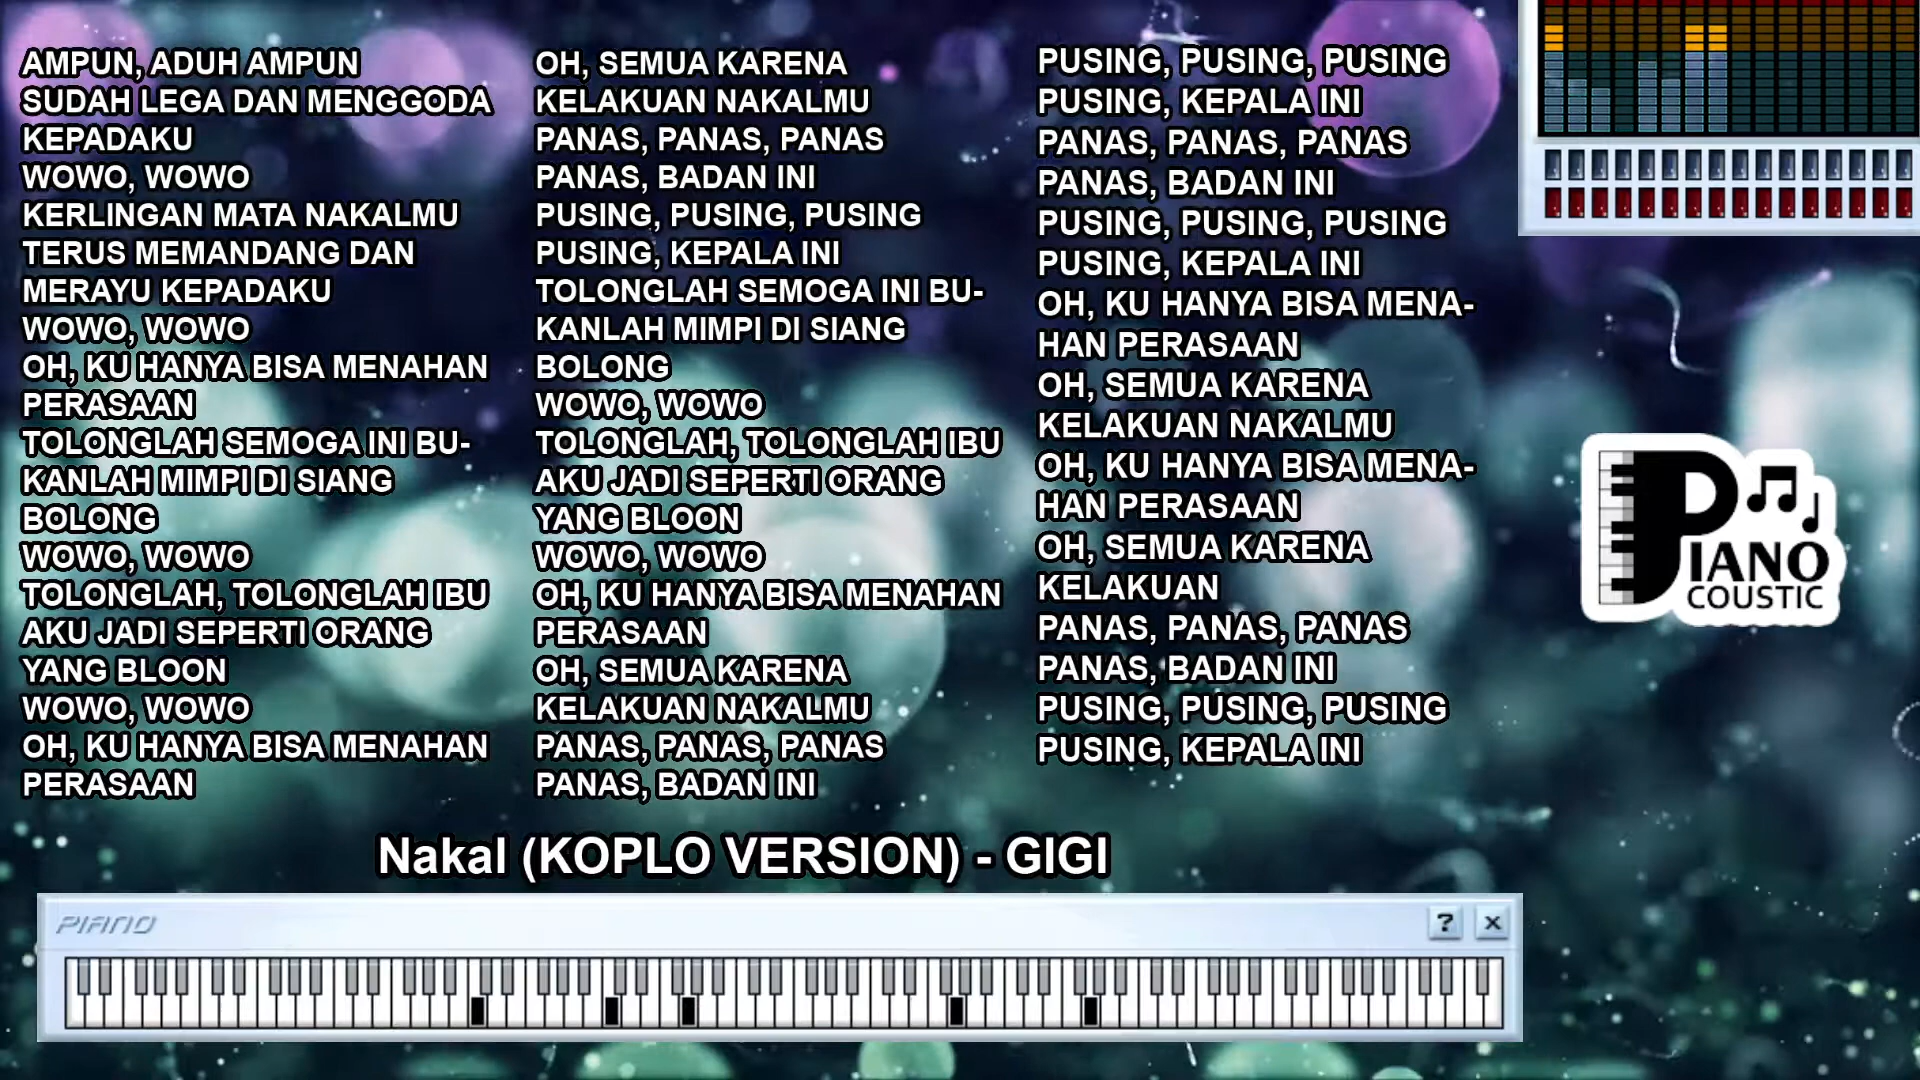 AMPUN, ADUH AMPUN
SUDAH LEGA DAN MENGGODA
KEPADAKU
WOWO, WOWO
KERLINGAN MATA NAKALMU
TERUS MEMANDANG DAN
MERAYU KEPADAKU
WOWO, WOWO
OH, KU HANYA BISA MENAHAN
PERASAAN
TOLONGLAH SEMOGA INI BU-
KANLAH MIMPI DI SIANG
BOLONG
WOWO, WOWO
TOLONGLAH, TOLONGLAH IBU
AKU JADI SEPERTI ORANG
YANG BLOON
WOWO, WOWO
OH, KU HANYA BISA MENAHAN
PERASAAN
OH, SEMUA KARENA
KELAKUAN NAKALMU
PANAS, PANAS, PANAS
PANAS, BADAN INI
PUSING, PUSING, PUSING
PUSING, KEPALA INI
TOLONGLAH SEMOGA INI BU-
KANLAH MIMPI DI SIANG
BOLONG
WOWO, WOWO
TOLONGLAH, TOLONGLAH IBU
AKU JADI SEPERTI ORANG
YANG BLOON
WOWO, WOWO
OH, KU HANYA BISA MENAHAN
PERASAAN
OH, SEMUA KARENA
KELAKUAN NAKALMU
PANAS, PANAS, PANAS
PANAS, BADAN INI
PUSING, PUSING, PUSING
PUSING, KEPALA INI
PANAS, PANAS, PANAS
PANAS, BADAN INI
PUSING, PUSING, PUSING
PUSING, KEPALA INI
OH, KU HANYA BISA MENA-
HAN PERASAAN
OH, SEMUA KARENA
KELAKUAN NAKALMU
OH, KU HANYA BISA MENA-
HAN PERASAAN
OH, SEMUA KARENA
KELAKUAN
PANAS, PANAS, PANAS
PANAS, BADAN INI
PUSING, PUSING, PUSING
PUSING, KEPALA INI
PIANO
COUSTIC
Nakal (KOPLO VERSION) - GIGI
PIANO
? x